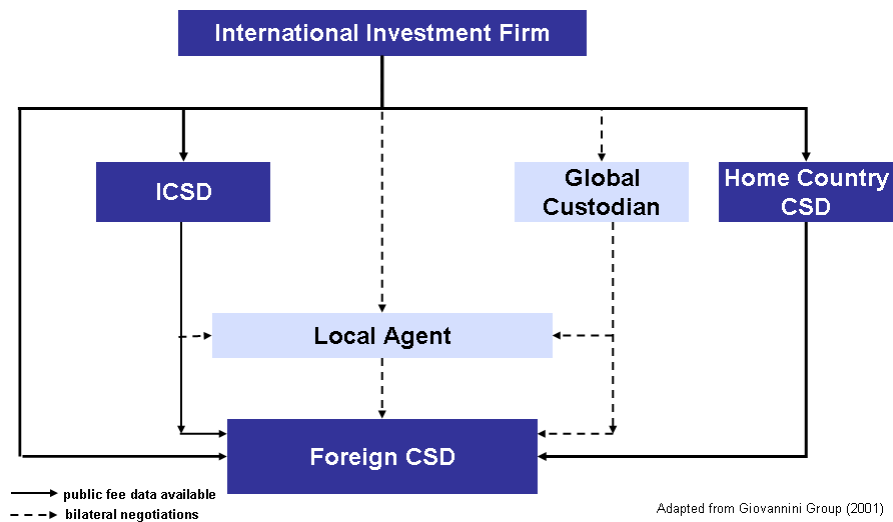 International Investment Firm
ICSD
Global
Custodian
Home Country
CSD
Local Agent
Foreign CSD
public fee data available
bilateral negotiations
Adapted from Giovannini Group (2001)